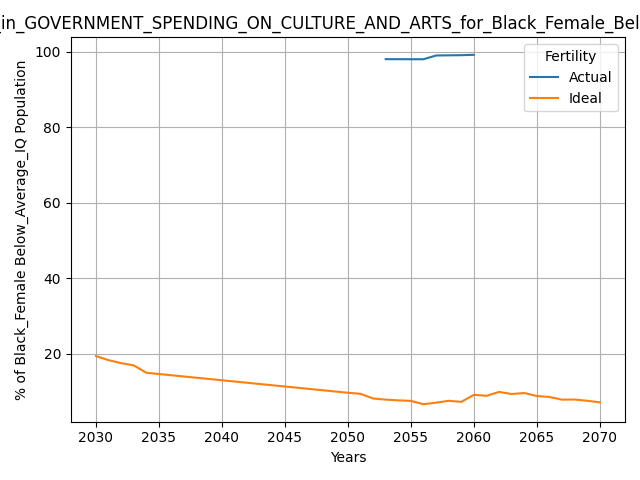 _in_GOVERNMENT_SPENDING_ON_CULTURE_AND_ARTS_for_Black_Female_Bel
Fertility
Actual
Ideal
% of Black_Female Below_Average_IQ Population
100
80
60
40
20
2030 2035 2040 2045 2050 2055 2060 2065 2070
Years